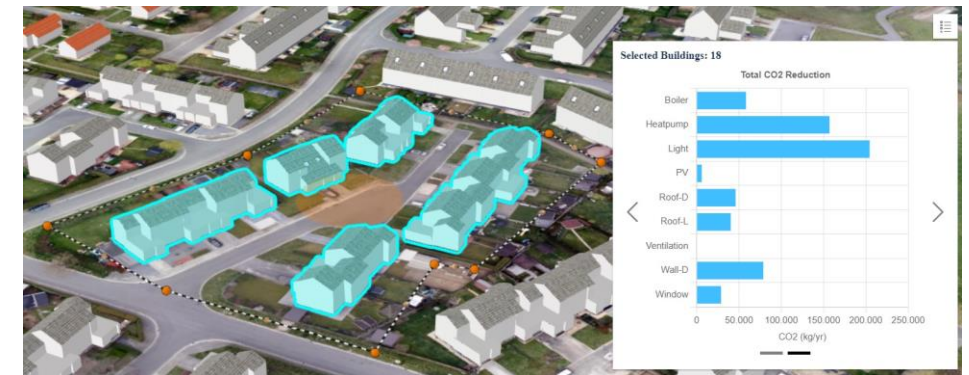 Selected Buildings: 18
Total CO2 Reduction
Boiler
Heatpump
Light
PV
Roof-D
Roof-L
Ventilation
Wall-D
Window
0 50.000 100.000 150.000 200.000 250.000
CO2 (kg/yr)